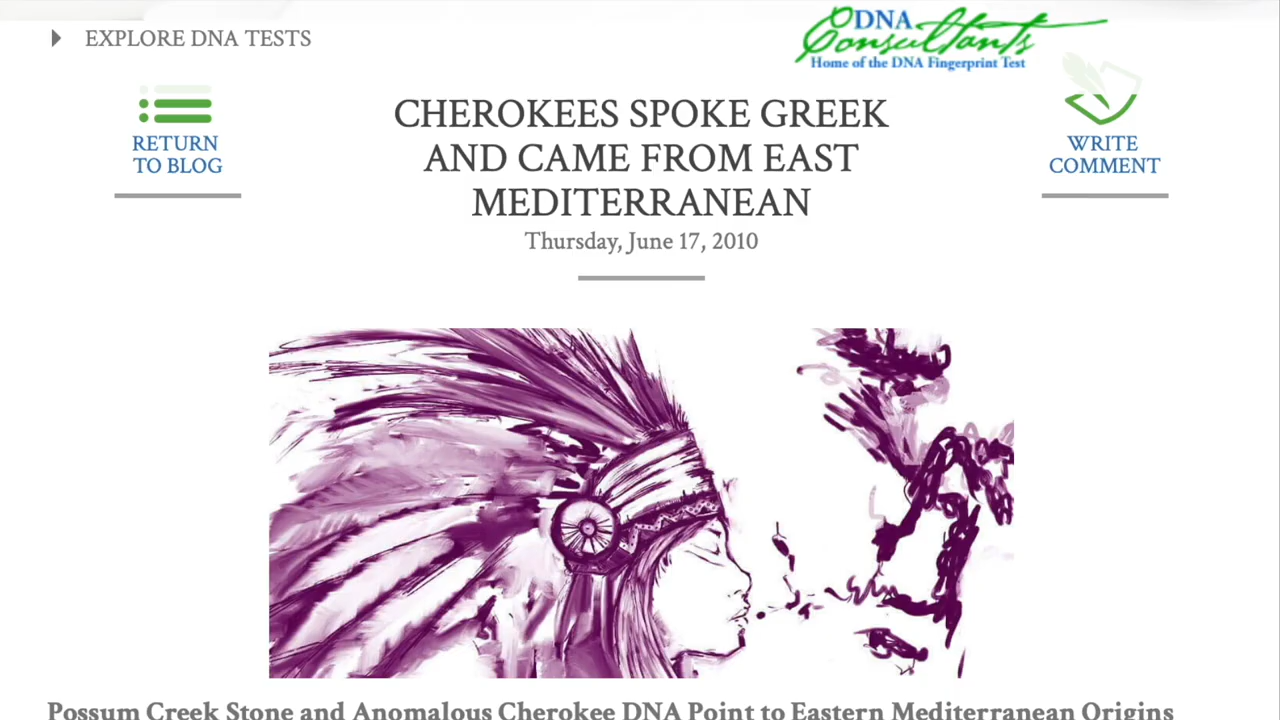 EXPLORE DNA TESTS
DNA
Consultants
Home of the DNA Fingerprint Test
RETURN
TO BLOG
CHEROKEES SPOKE GREEK
AND CAME FROM EAST
MEDITERRANEAN
Thursday, June 17, 2010
WRITE
COMMENT
Possum Creek Stone and Anomalous Cherokee DNA Point to Eastern Mediterranean Origins